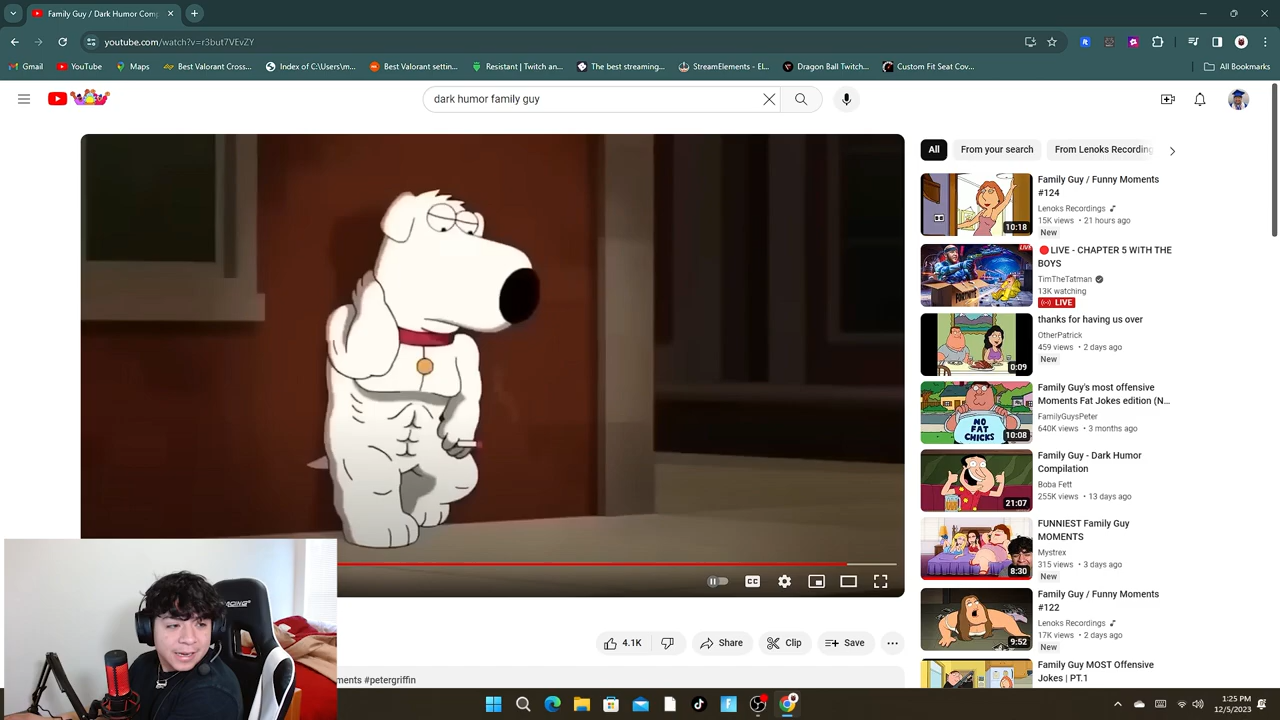 Family Guy / Dark Humor Com
youtube.com/watch?v=r3but7VEvZY
Gmail
YouTube
Maps
Best Valorant Cross...
Index of C:\Users\m...
Best Valorant settin...
Resistant | Twitch an...
The best streaming...
StreamElements - E...
Dragon Ball Twitch...
Custom Fit Seat Cov...
All Bookmarks
dark humor family guy
All
From your search
From Lenoks Recording
Family Guy / Funny Moments
#124
Lenoks Recordings
15K views • 21 hours ago
New
10:18
LIVE - CHAPTER 5 WITH THE
BOYS
TimTheTatman
13K watching
LIVE
LIVE
thanks for having us over
OtherPatrick
459 views • 2 days ago
New
0:09
Family Guy's most offensive
Moments Fat Jokes edition (N...
FamilyGuysPeter
640K views • 3 months ago
NO
FAT
CHICKS
10:08
Family Guy - Dark Humor
Compilation
Boba Fett
255K views • 13 days ago
21:07
FUNNIEST Family Guy
MOMENTS
Mystrex
315 views • 3 days ago
New
8:30
Family Guy / Funny Moments
#122
Lenoks Recordings
17K views • 2 days ago
New
9:52
Family Guy MOST Offensive
Jokes | PT.1
CC
4.1K
Share
Clip
Save
ments #petergriffin
1:25 PM
12/5/2023